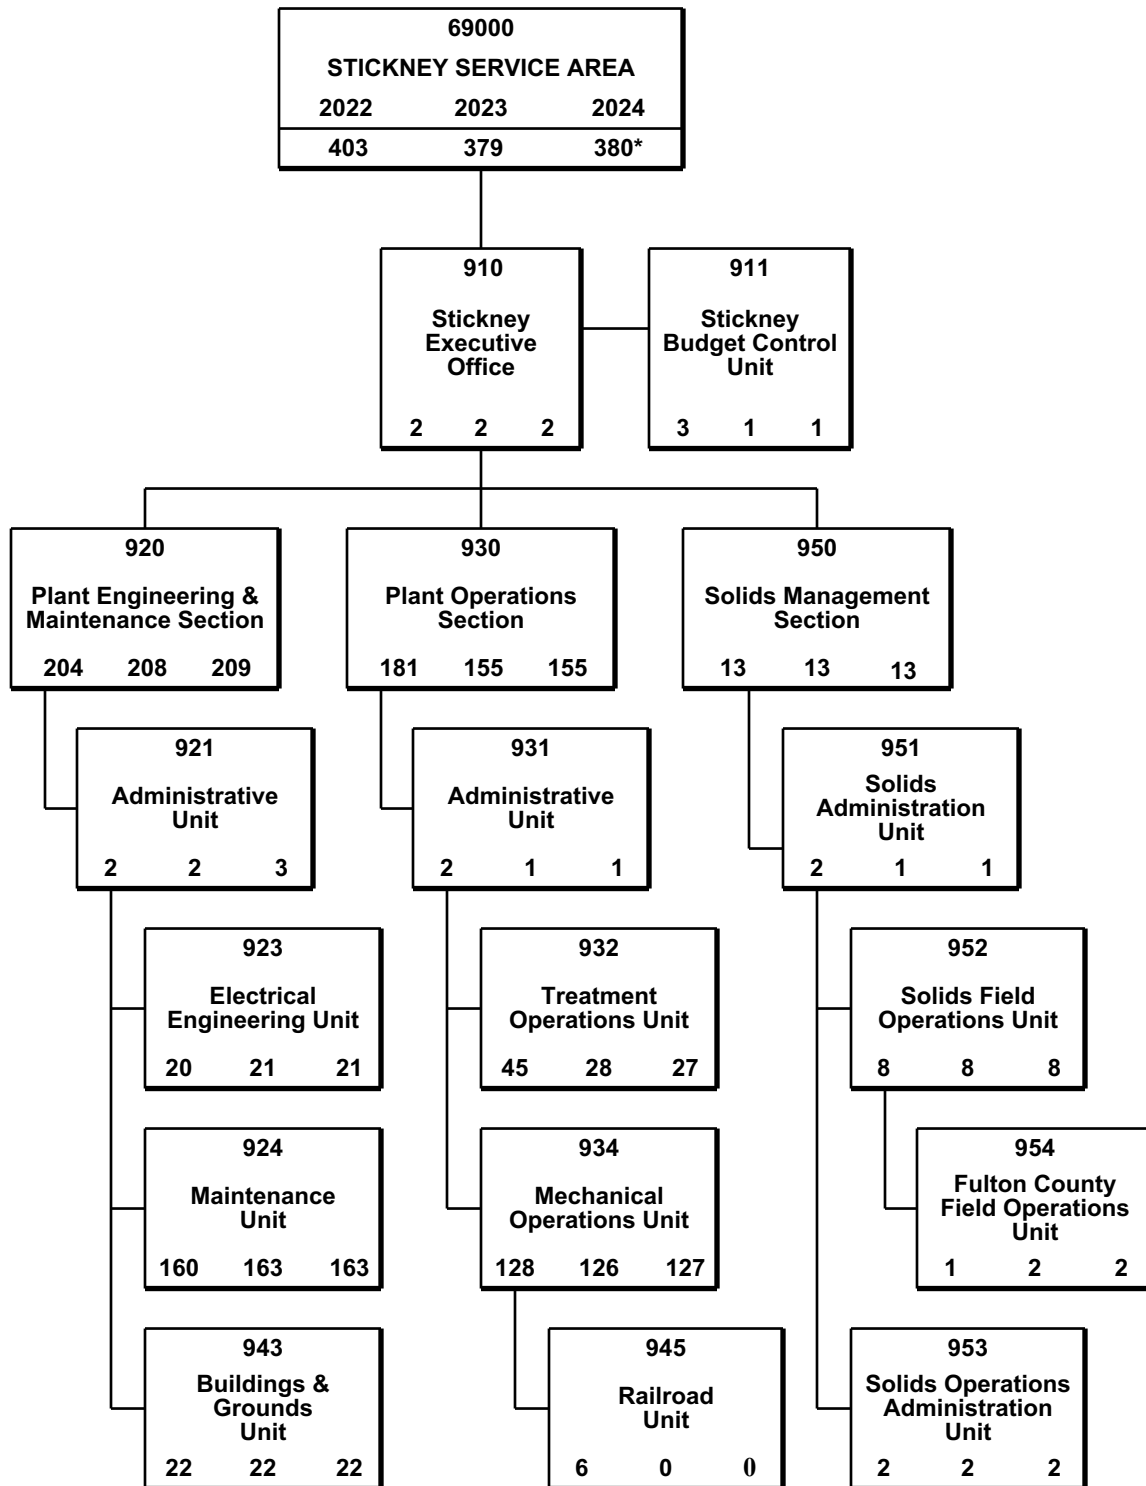 69000
STICKNEY SERVICE AREA
2022 2023 2024
403 379 380*
910
Stickney
Executive
Office
2 2 2
911
Stickney
Budget Control
Unit
3 1 1
920
Plant Engineering &
Maintenance Section
204 208 209
930
Plant Operations
Section
181 155 155
950
Solids Management
Section
13 13 13
921
Administrative
Unit
2 2 3
931
Administrative
Unit
2 1 1
951
Solids
Administration
Unit
2 1 1
923
Electrical
Engineering Unit
20 21 21
932
Treatment
Operations Unit
45 28 27
952
Solids Field
Operations Unit
8 8 8
924
Maintenance
Unit
160 163 163
934
Mechanical
Operations Unit
128 126 127
954
Fulton County
Field Operations
Unit
1 2 2
943
Buildings &
Grounds
Unit
22 22 22
945
Railroad
Unit
6 0 0
953
Solids Operations
Administration
Unit
2 2 2